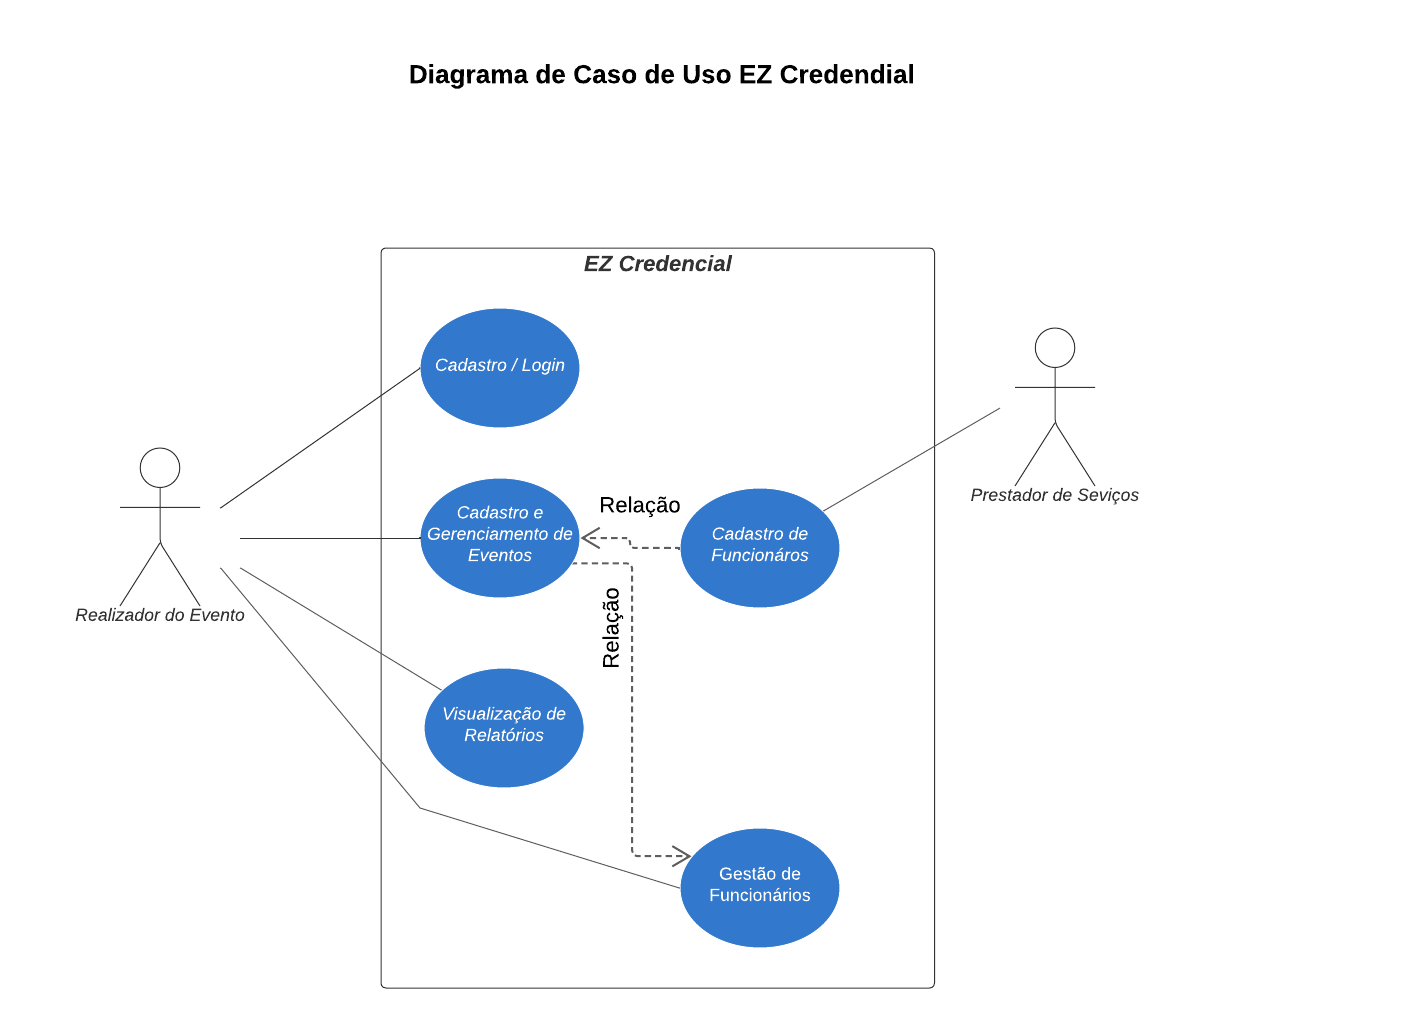 Diagrama de Caso de Uso EZ Credendial
EZ Credencial
Cadastro / Login
Cadastro e
Gerenciamento de
Eventos
Relação
Cadastro de
Funcionáros
Prestador de Seviços
Realizador do Evento
Relação
Visualização de
Relatórios
Gestão de
Funcionários